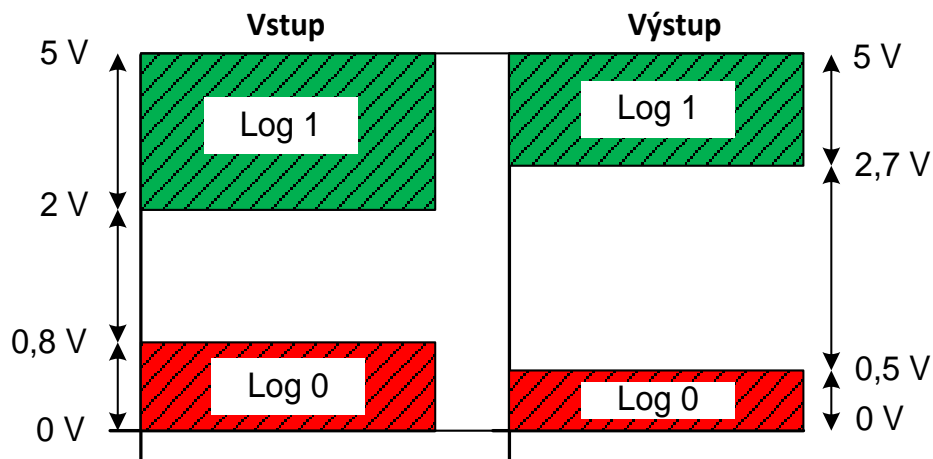 Vstup
Výstup
5 V
Log 1
Log 1
5 V
2,7 V
2 V
0,8 V
Log 0
Log 0
0,5 V
0 V
0 V